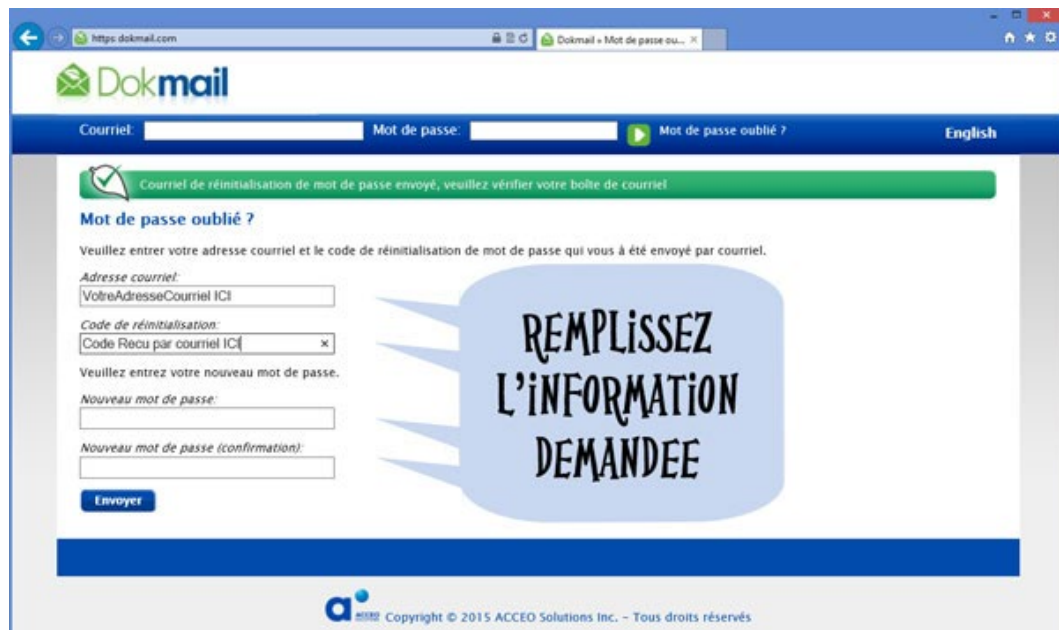 https dokmail.com
Dokmail » Mot de passe ou...
Dokmail
Courriel:
Mot de passe:
Mot de passe oublié ?
English
Courriel de réinitialisation de mot de passe envoyé, veuillez vérifier votre boîte de courriel
Mot de passe oublié ?
Veuillez entrer votre adresse courriel et le code de réinitialisation de mot de passe qui vous à été envoyé par courriel.
Adresse courriel:
VotreAdresseCourriel ICI
Code de réinitialisation:
Code Recu par courriel ICI
Veuillez entrez votre nouveau mot de passe.
Nouveau mot de passe:
Nouveau mot de passe (confirmation):
Envoyer
REMPLISSEZ
L'INFORMATION
DEMANDEE
Copyright © 2015 ACCEO Solutions Inc. - Tous droits réservés